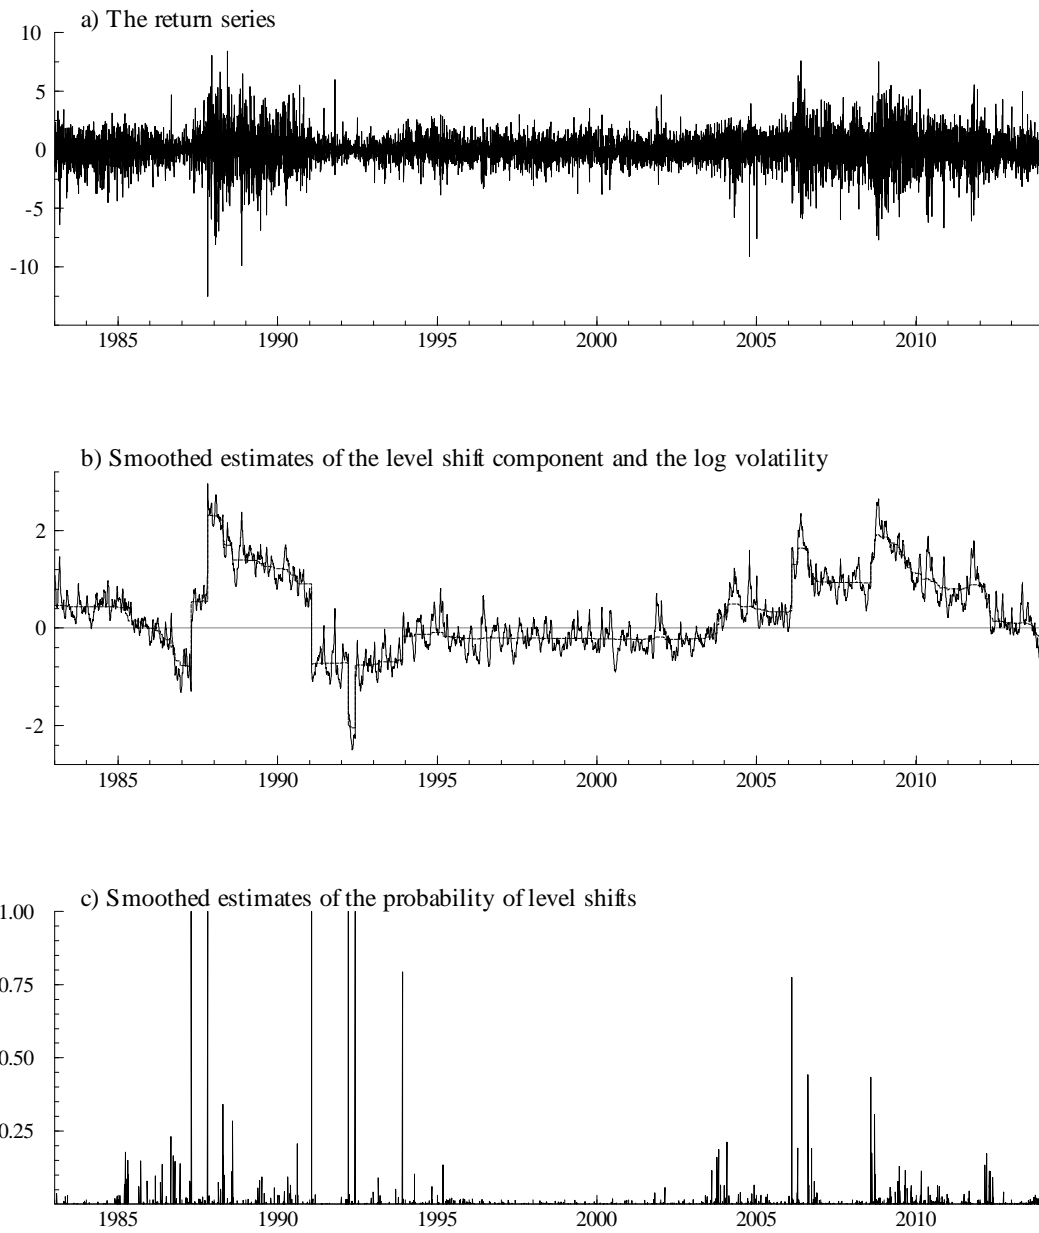 a) The return series
10
5
0
-5
-10
1985 1990 1995 2000 2005 2010
b) Smoothed estimates of the level shift component and the log volatility
2
0
-2
1985 1990 1995 2000 2005 2010
c) Smoothed estimates of the probability of level shifts
1.00
0.75
0.50
0.25
1985 1990 1995 2000 2005 2010